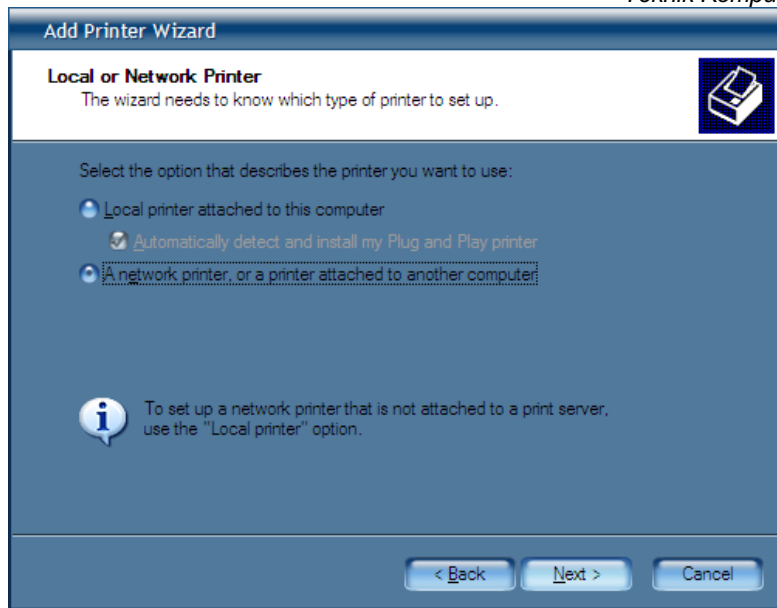 Add Printer Wizard
Local or Network Printer
The wizard needs to know which type of printer to set up.
Select the option that describes the printer you want to use:
Local printer attached to this computer
Automatically detect and install my Plug and Play printer
A network printer, or a printer attached to another computer
To set up a network printer that is not attached to a print server,
use the "Local printer" option.
< Back Next > Cancel